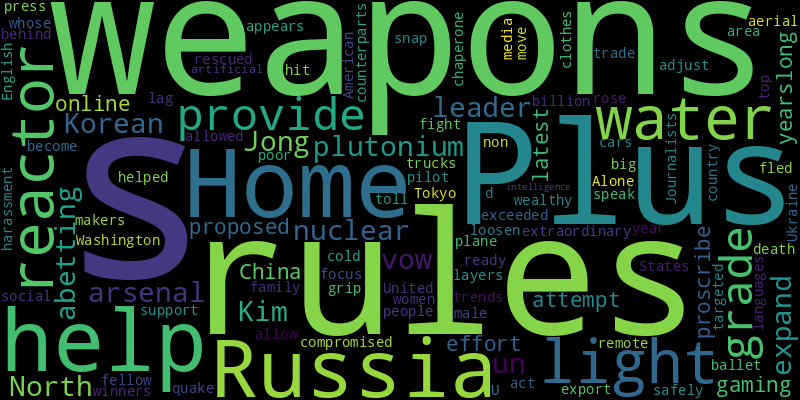 press
whose
behind
weapons
appears
rescued
artificial
hit
American
counterparts
snap
chaperone
media
move
clothes
area
aerial
trade
adjust
top
yearslong
English
reactor
online
lag
Korean
become
provide
allowed
Jong
poor
plutonium
leader
billion
rose
fight
latest
non
water
trucks
cars
big
Journalists
country
fled
S
helped
Home
pilot
toll
Tokyo
Plus
d
intelligence
Alone
speak
wealthy
exceeded
harassment
abetting
makers
Washington
proposed
nuclear
loosen
extraordinary
year
Ukraine
plane
rules
China
cold
vow
focus
family
grip
ready
layers
States
proscribe
targeted
grade
languages
death
expand
arsenal
social
support
Kim
United
women
people
trends
male
attempt
help
allow
compromised
effort
remote
light
Russia
un
North
fellow
winners
quake
U
act
export
safely
ballet
gaming